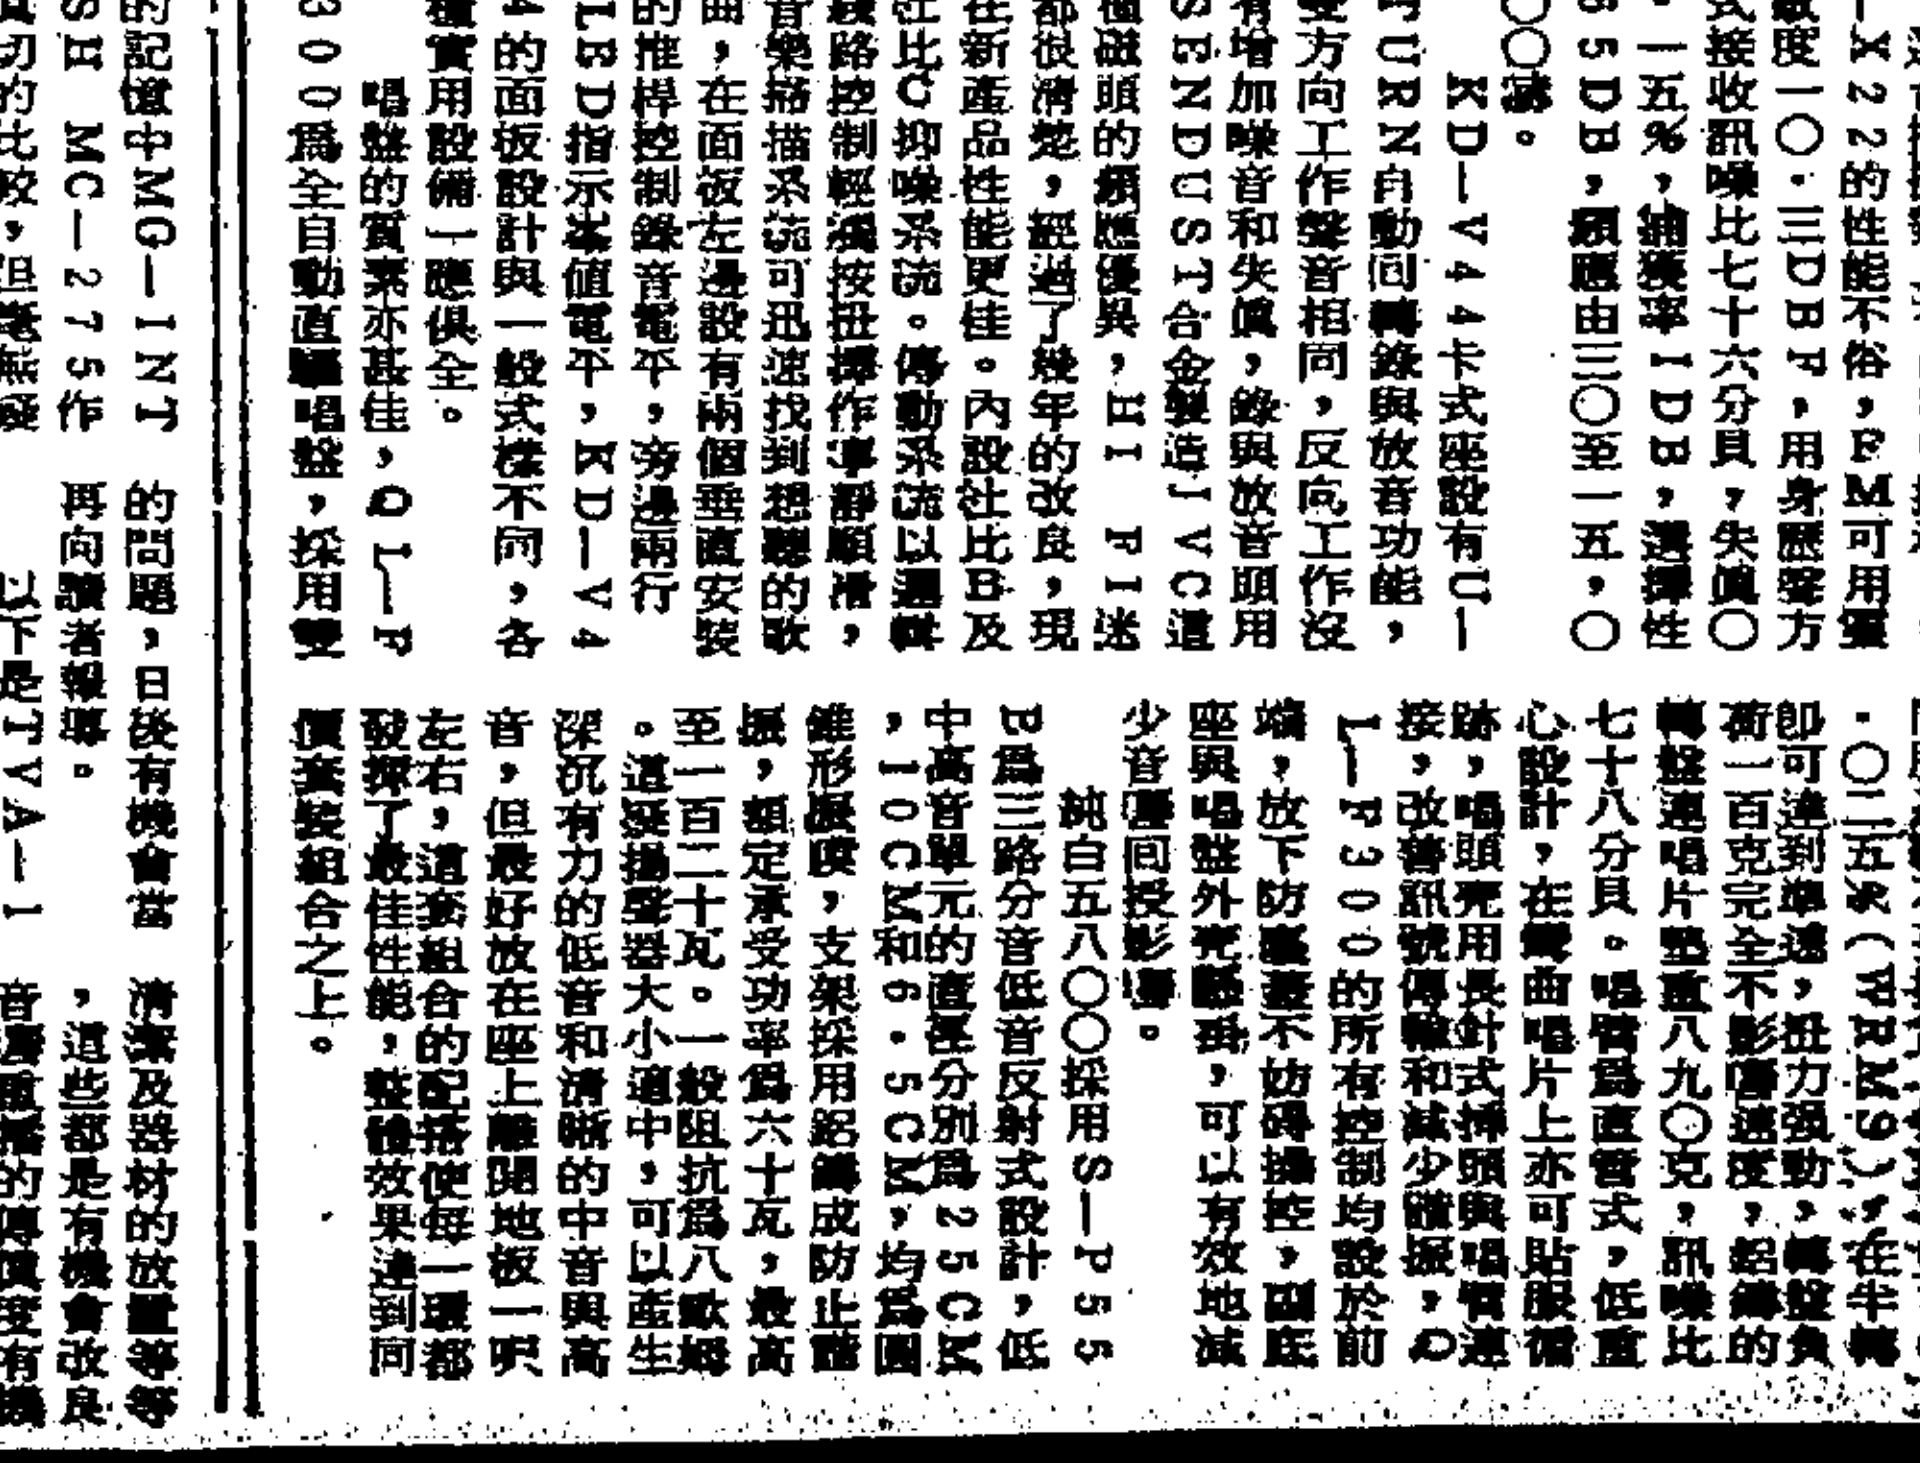 —X22的性能不俗，FM可用靈
敏度一〇．三DBF，用身歷聲方
式接收訊噪比七十六分貝，失眞〇
．一五％，捕獲率IDB，選擇性
65DB，頻應由三〇至一五，〇
〇〇
KD—V44卡式座設有U—
TURN自動回轉錄與放音功能，
雙方向工作聲音相同，反向工作沒
有增加噪音和失眞，錄與放音頭用
SENDUST合金製造JVC這
種磁頭的頻應優異，HI FI迷
都很清楚，經過了幾年的改良，現
在新產品性能更佳。內設杜比B及
杜比C抑噪系統。傳動系統以邏輯
線路控制輕觸按扭操作寧靜順滑，
音樂搭描系統可迅速找到想聽的歌
曲，在面板左邊設有兩個垂直安裝
的推桿控制錄音電平，旁邊兩行
LED指示峯値電平，KD—V4
4的面板設計與一般式樣不同，各
種實用設備一應俱全。
唱盤的質素亦甚佳，QL—F
300爲全自動直驅唱盤，採用雙
．〇二五％（WRMS），在半轉
卽可達到準速，扭力强勁，轉盤負
荷一百克完全不影響速度，鋁鑄的
轉盤連唱片墊重八九〇克，訊噪比
七十八分貝。唱臂爲直管式，低重
心設計，在彎曲唱片上亦可貼服循
跡，唱頭壳用長針式插頭與唱臂連
接，改善訊號傳輸和減少諧振，Q
L—F300的所有控制均設於前
端，放下防塵蓋不妨碍操控，副底
座與唱盤外壳懸掛，可以有效地減
少音響回授影響。
純白五八〇〇採用S—P55
B爲三路分音低音反射式設計，低
中高音單元的直徑分別爲25CM
，10CM和6．5CM，均爲圓
錐形振膜，支架採用鋁鑄成防止諧
振，額定承受功率爲六十瓦，最高
至一百二十瓦。一般阻抗爲八歐姆
。這隻揚聲器大小適中，可以產生
深沉有力的低音和清晰的中音與高
音，但最好放在座上離開地板一呎
左右，這套組合的配搭使每一環都
發揮了最佳性能，整體效果達到同
價套裝組合之上。
的記憶中MG—INT
SH MC—275作
眞切的比較，但毫無疑
的問題，日後有機會當
再向讀者報導。
以下是TVA—1
清潔及器材的放置等等
，這些都是有機會改良
音響重播的傳眞度有機